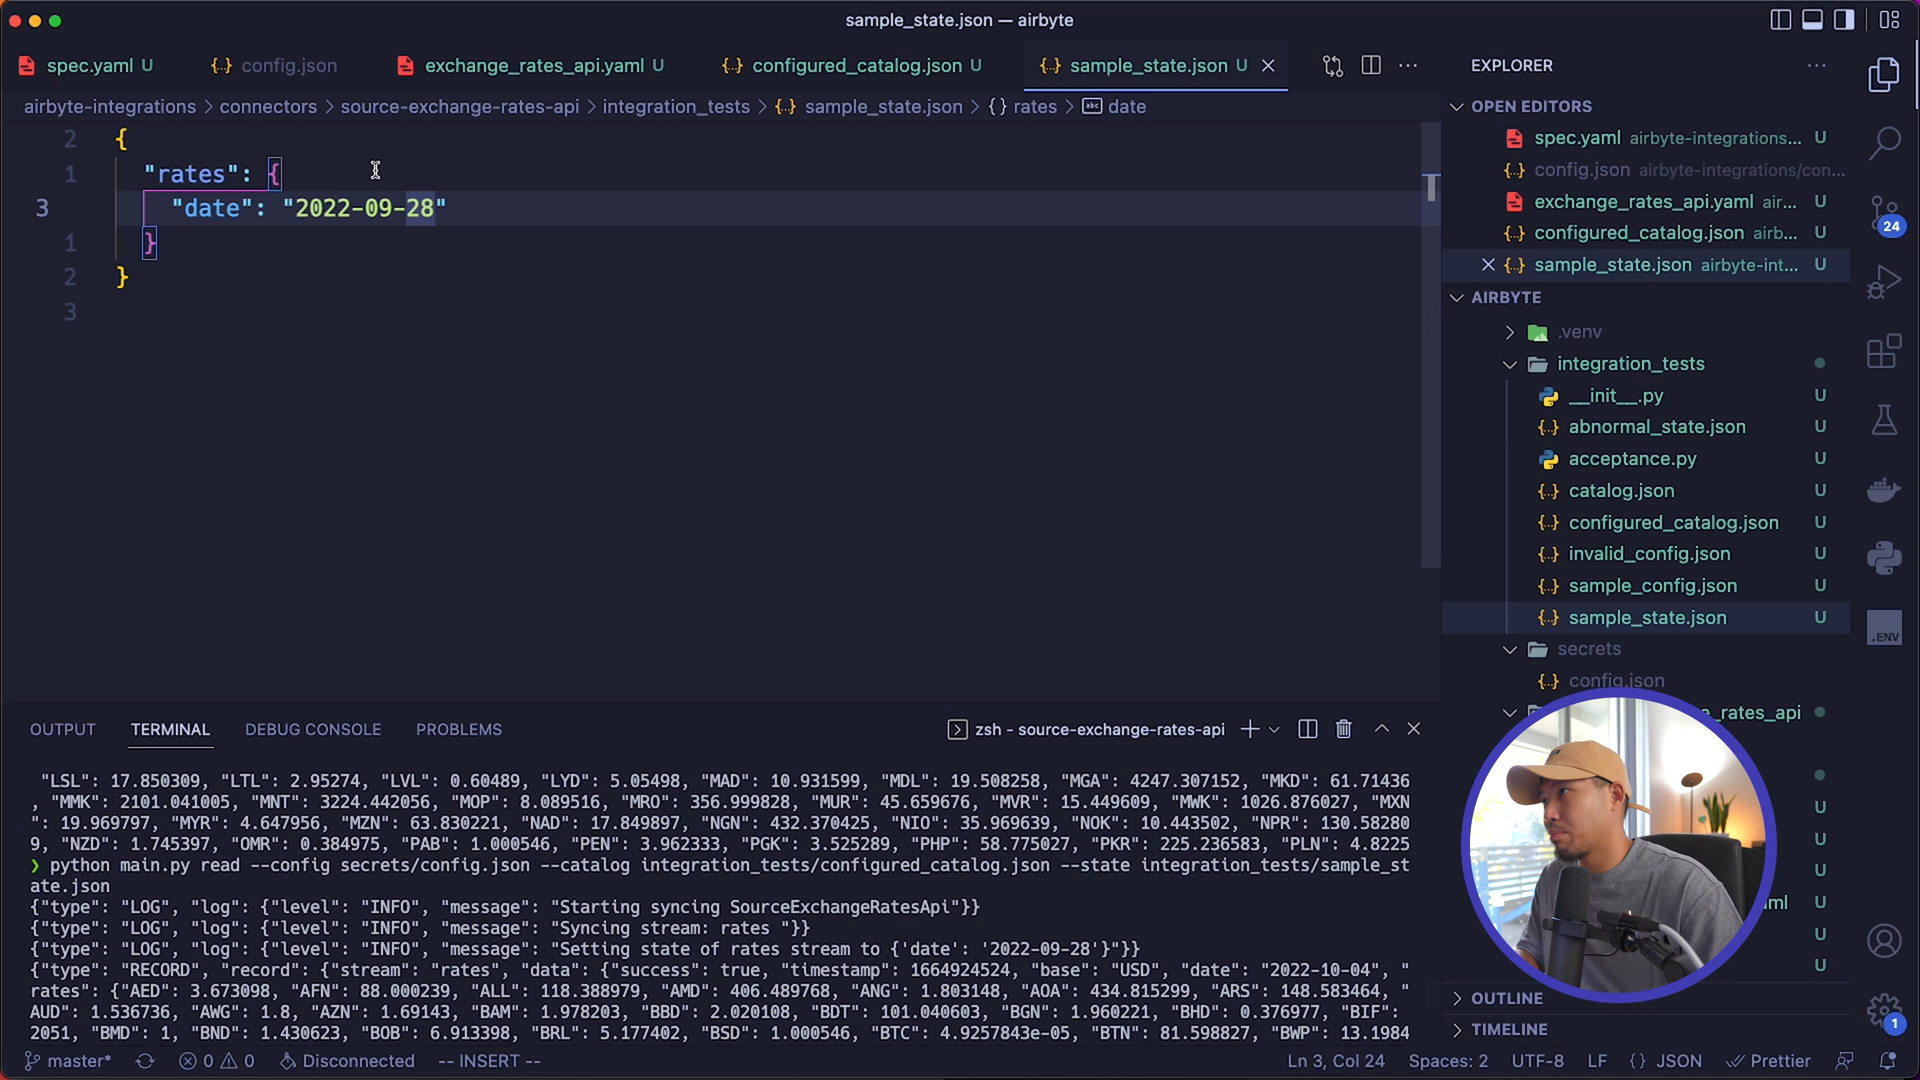 sample_state.json — airbyte
spec.yaml U
config.json
exchange_rates_api.yaml U
configured_catalog.json U
sample_state.json U
airbyte-integrations > connectors > source-exchange-rates-api > integration_tests > {..} sample_state.json > {} rates > abc date
2 {
1 "rates": {
3 "date": "2022-09-28"
1 }
2 }
3
EXPLORER
OPEN EDITORS
spec.yaml airbyte-integrations... U
config.json airbyte-integrations/con...
exchange_rates_api.yaml air... U
configured_catalog.json airb... U
sample_state.json airbyte-int... U
AIRBYTE
.venv
integration_tests
__init__.py U
abnormal_state.json U
acceptance.py U
catalog.json U
configured_catalog.json U
invalid_config.json U
sample_config.json U
sample_state.json U
secrets
config.json
e_rates_api
U
U
U
ml U
U
U
OUTLINE
TIMELINE
24
.ENV
1
OUTPUT TERMINAL DEBUG CONSOLE PROBLEMS
zsh - source-exchange-rates-api
"LSL": 17.850309, "LTL": 2.95274, "LVL": 0.60489, "LYD": 5.05498, "MAD": 10.931599, "MDL": 19.508258, "MGA": 4247.307152, "MKD": 61.71436
, "MMK": 2101.041005, "MNT": 3224.442056, "MOP": 8.089516, "MRO": 356.999828, "MUR": 45.659676, "MVR": 15.449609, "MWK": 1026.876027, "MXN
": 19.969797, "MYR": 4.647956, "MZN": 63.830221, "NAD": 17.849897, "NGN": 432.370425, "NIO": 35.969639, "NOK": 10.443502, "NPR": 130.58280
9, "NZD": 1.745397, "OMR": 0.384975, "PAB": 1.000546, "PEN": 3.962333, "PGK": 3.525289, "PHP": 58.775027, "PKR": 225.236583, "PLN": 4.8225
❯ python main.py read --config secrets/config.json --catalog integration_tests/configured_catalog.json --state integration_tests/sample_st
ate.json
{"type": "LOG", "log": {"level": "INFO", "message": "Starting syncing SourceExchangeRatesApi"}}
{"type": "LOG", "log": {"level": "INFO", "message": "Syncing stream: rates "}}
{"type": "LOG", "log": {"level": "INFO", "message": "Setting state of rates stream to {'date': '2022-09-28'}"}}
{"type": "RECORD", "record": {"stream": "rates", "data": {"success": true, "timestamp": 1664924524, "base": "USD", "date": "2022-10-04", "
rates": {"AED": 3.673098, "AFN": 88.000239, "ALL": 118.388979, "AMD": 406.489768, "ANG": 1.803148, "AOA": 434.815299, "ARS": 148.583464, "
AUD": 1.536736, "AWG": 1.8, "AZN": 1.69143, "BAM": 1.978203, "BBD": 2.020108, "BDT": 101.040603, "BGN": 1.960221, "BHD": 0.376977, "BIF":
2051, "BMD": 1, "BND": 1.430623, "BOB": 6.913398, "BRL": 5.177402, "BSD": 1.000546, "BTC": 4.9257843e-05, "BTN": 81.598827, "BWP": 13.1984
master* 0 0 Disconnected -- INSERT -- Ln 3, Col 24 Spaces: 2 UTF-8 LF {} JSON Prettier